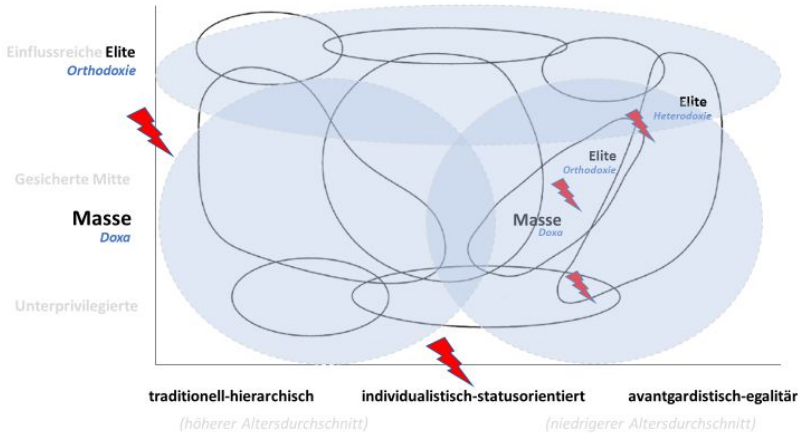 Einflussreiche Elite
Orthodoxie
Elite
Heterodoxie
Elite
Orthodoxie
Gesicherte Mitte
Masse
Doxa
Masse
Doxa
Unterprivilegierte
traditionell-hierarchisch individualistisch-statusorientiert avantgardistisch-egalitär
(höherer Altersdurchschnitt) (niedrigerer Altersdurchschnitt)